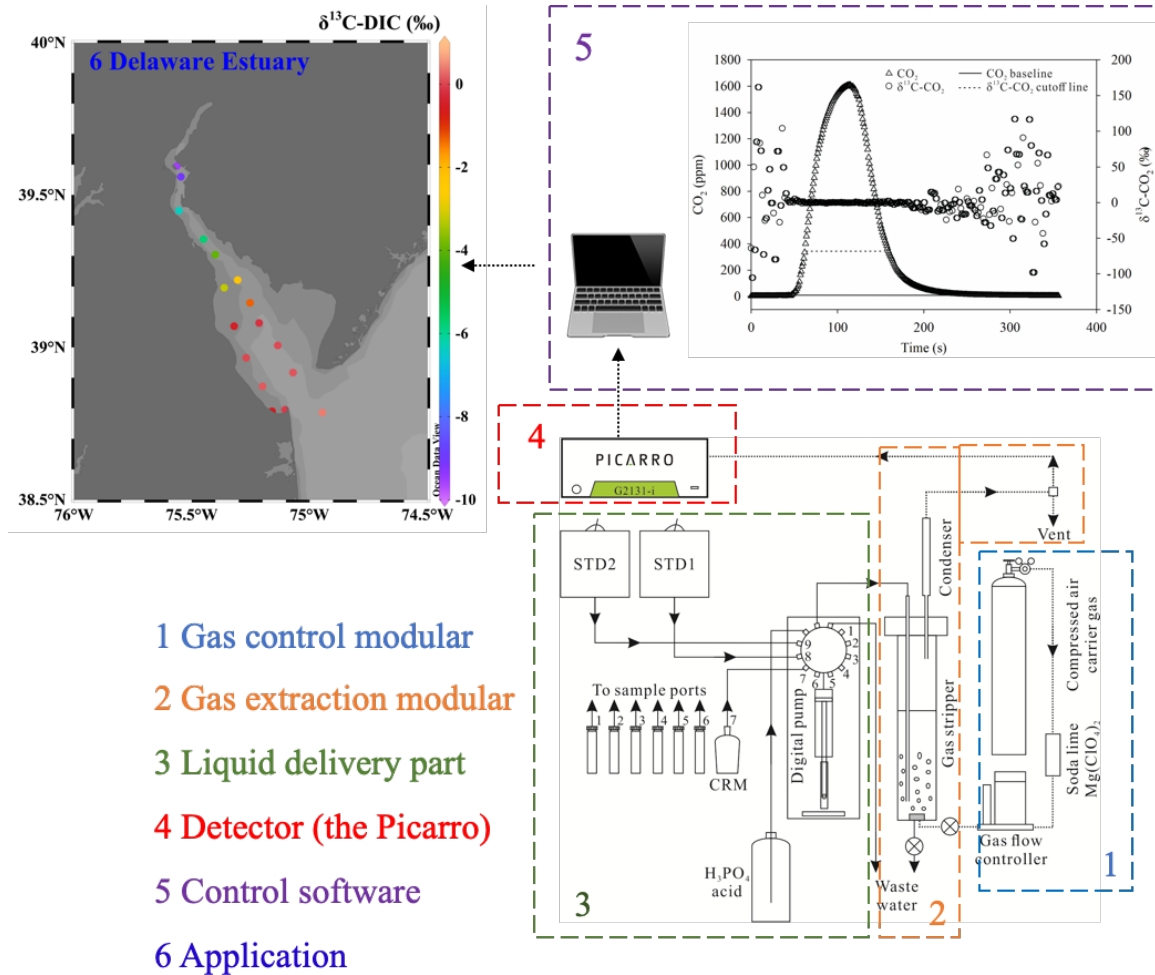 δ¹³C-DIC (‰)
6 Delaware Estuary
40°N
39.5°N
39°N
38.5°N
76°W
75.5°W
75°W
74.5°W
0
-2
-4
-6
-8
-10
Ocean Data View
5
CO₂
δ¹³C-CO₂
CO₂ baseline
δ¹³C-CO₂ cutoff line
CO₂ (ppm)
1800
1600
1400
1200
1000
800
600
400
200
0
200
150
100
50
0
-50
-100
-150
δ¹³C-CO₂ (‰)
0
100
200
300
400
Time (s)
4
PICARRO
G2131-i
STD2
STD1
9
8
7
6
5
4
3
2
1
To sample ports
1
2
3
4
5
6
7
CRM
Digital pump
H₃PO₄
acid
3
Condenser
Gas stripper
Waste
water
2
Vent
Compressed air
carrier gas
Soda lime
Mg(ClO₄)₂
Gas flow
controller
1
1 Gas control modular
2 Gas extraction modular
3 Liquid delivery part
4 Detector (the Picarro)
5 Control software
6 Application